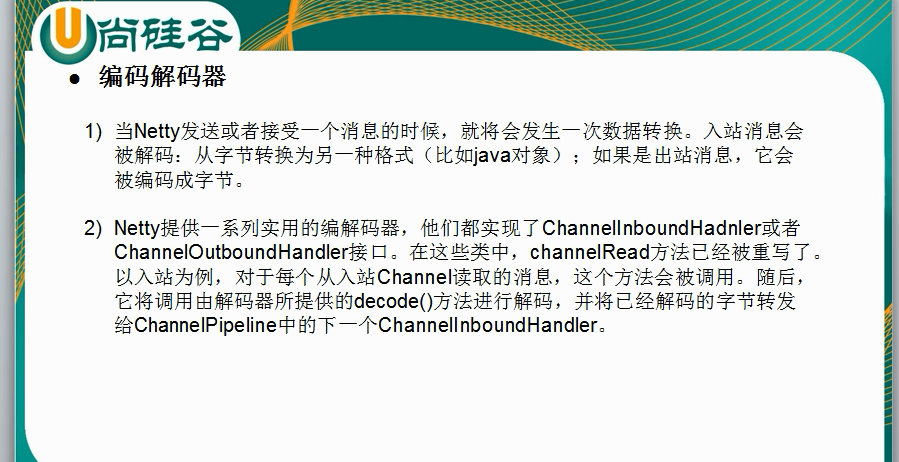 尚硅谷
● 编码解码器
1) 当Netty发送或者接受一个消息的时候，就将会发生一次数据转换。入站消息会
被解码：从字节转换为另一种格式（比如java对象）；如果是出站消息，它会
被编码成字节。
2) Netty提供一系列实用的编解码器，他们都实现了ChannelInboundHadnler或者
ChannelOutboundHandler接口。在这些类中，channelRead方法已经被重写了。
以入站为例，对于每个从入站Channel读取的消息，这个方法会被调用。随后，
它将调用由解码器所提供的decode()方法进行解码，并将已经解码的字节转发
给ChannelPipeline中的下一个ChannelInboundHandler。